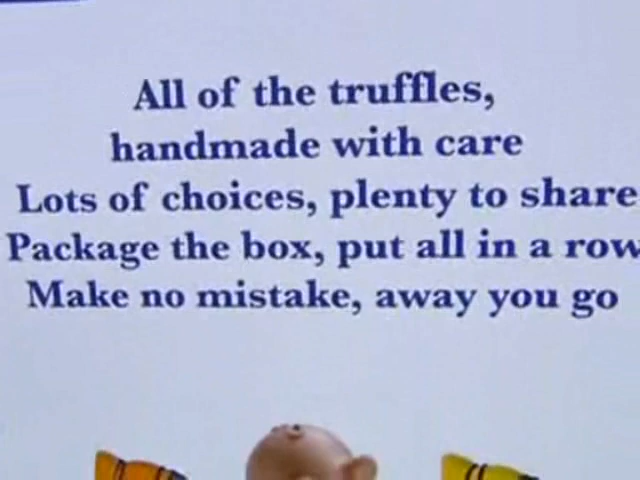 All of the truffles,
handmade with care
Lots of choices, plenty to share
Package the box, put all in a row
Make no mistake, away you go